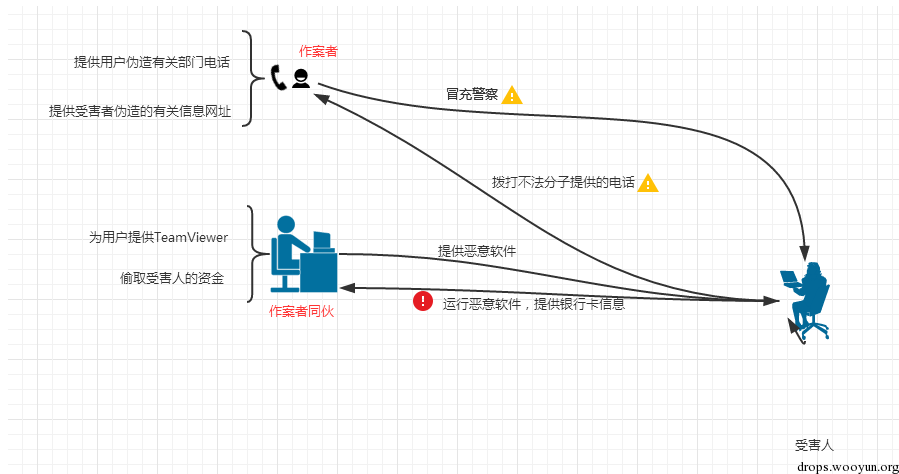 作案者
提供用户伪造有关部门电话
冒充警察
提供受害者伪造的有关信息网址
拨打不法分子提供的电话
为用户提供TeamViewer
提供恶意软件
偷取受害人的资金
运行恶意软件，提供银行卡信息
作案者同伙
受害人
drops.wooyun.org